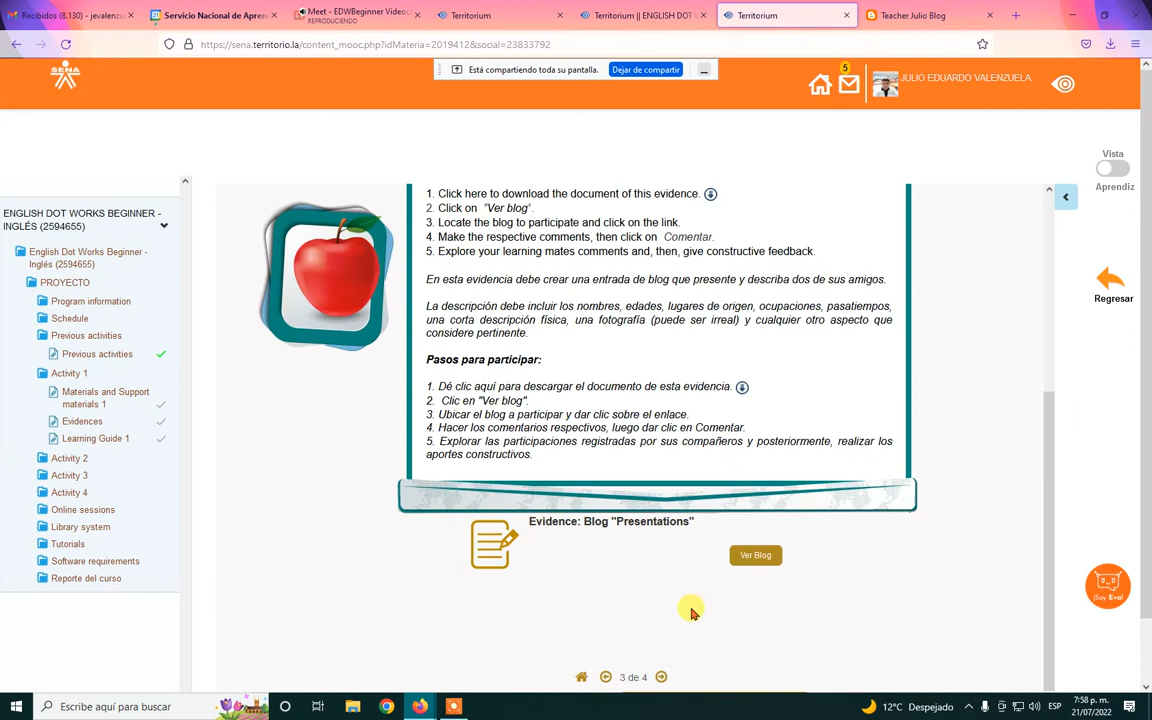 Recibidos (8.130) - jevalenzu
Servicio Nacional de Apren
Meet - EDWBeginner Videoc
REPRODUCIENDO
Territorium
Territorium || ENGLISH DOT V
Territorium
Teacher Julio Blog
https://sena.territorio.la/content_mooc.php?idMateria=2019412&social=23833792
Está compartiendo toda su pantalla.
Dejar de compartir
SENA
5
JULIO EDUARDO VALENZUELA
Vista
Aprendiz
Regresar
ENGLISH DOT WORKS BEGINNER -
INGLÉS (2594655)
English Dot Works Beginner -
Inglés (2594655)
PROYECTO
Program information
Schedule
Previous activities
Previous activities
Activity 1
Materials and Support
materials 1
Evidences
Learning Guide 1
Activity 2
Activity 3
Activity 4
Online sessions
Library system
Tutorials
Software requirements
Reporte del curso
1. Click here to download the document of this evidence.
2. Click on "Ver blog".
3. Locate the blog to participate and click on the link.
4. Make the respective comments, then click on Comentar.
5. Explore your learning mates comments and, then, give constructive feedback.
En esta evidencia debe crear una entrada de blog que presente y describa dos de sus amigos.
La descripción debe incluir los nombres, edades, lugares de origen, ocupaciones, pasatiempos,
una corta descripción física, una fotografía (puede ser irreal) y cualquier otro aspecto que
considere pertinente.
Pasos para participar:
1. Dé clic aquí para descargar el documento de esta evidencia.
2. Clic en "Ver blog".
3. Ubicar el blog a participar y dar clic sobre el enlace.
4. Hacer los comentarios respectivos, luego dar clic en Comentar.
5. Explorar las participaciones registradas por sus compañeros y posteriormente, realizar los
aportes constructivos.
Evidence: Blog "Presentations"
Ver Blog
¡Soy Eva!
3 de 4
Escribe aquí para buscar
12°C Despejado
ESP
7:58 p. m.
21/07/2022